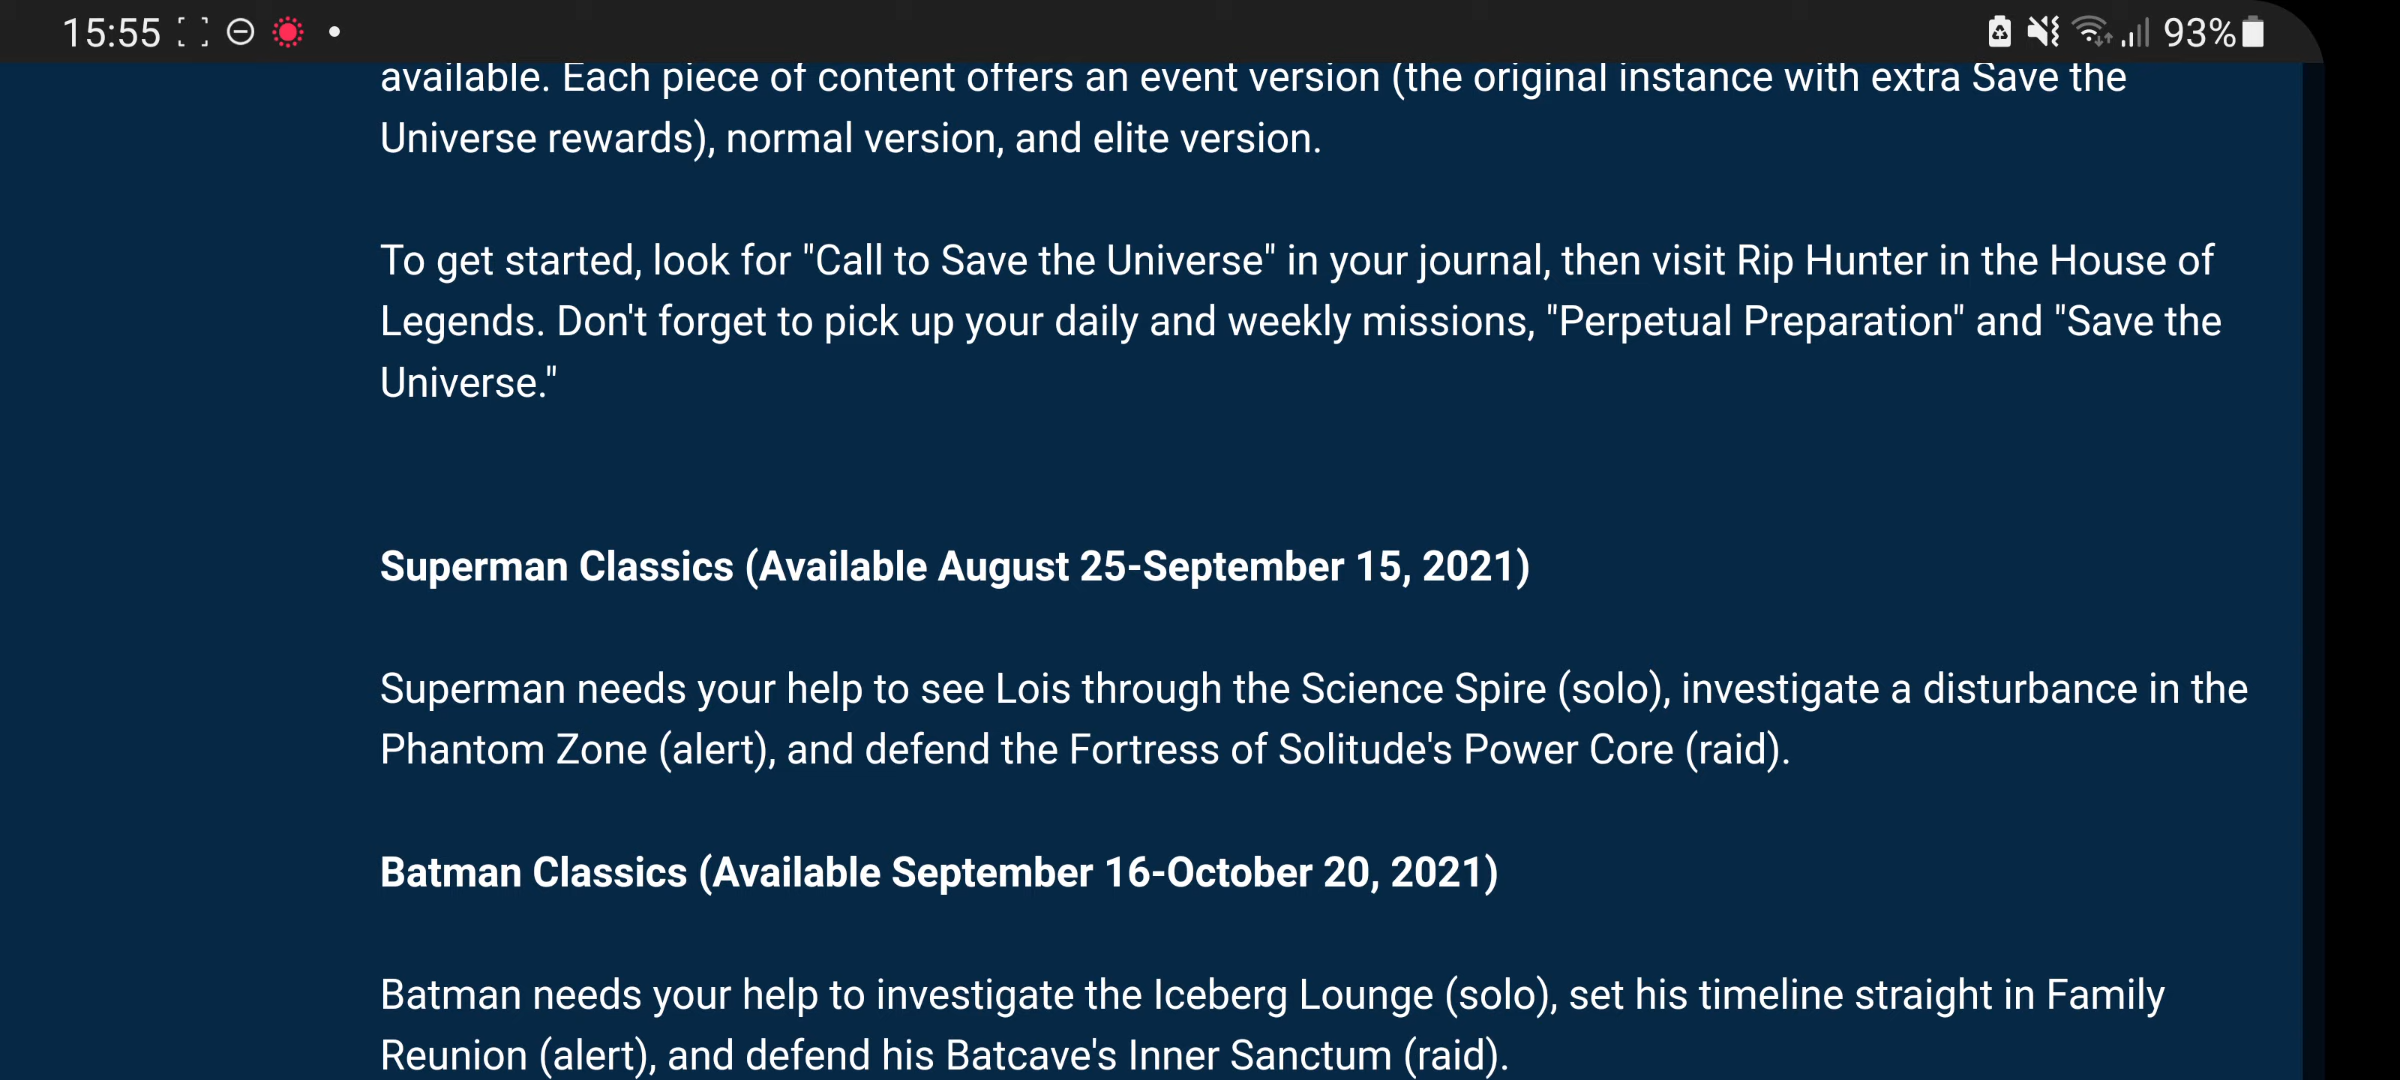 15:55 93%
available. Each piece of content offers an event version (the original instance with extra Save the
Universe rewards), normal version, and elite version.
To get started, look for "Call to Save the Universe" in your journal, then visit Rip Hunter in the House of
Legends. Don't forget to pick up your daily and weekly missions, "Perpetual Preparation" and "Save the
Universe."
Superman Classics (Available August 25-September 15, 2021)
Superman needs your help to see Lois through the Science Spire (solo), investigate a disturbance in the
Phantom Zone (alert), and defend the Fortress of Solitude's Power Core (raid).
Batman Classics (Available September 16-October 20, 2021)
Batman needs your help to investigate the Iceberg Lounge (solo), set his timeline straight in Family
Reunion (alert), and defend his Batcave's Inner Sanctum (raid).